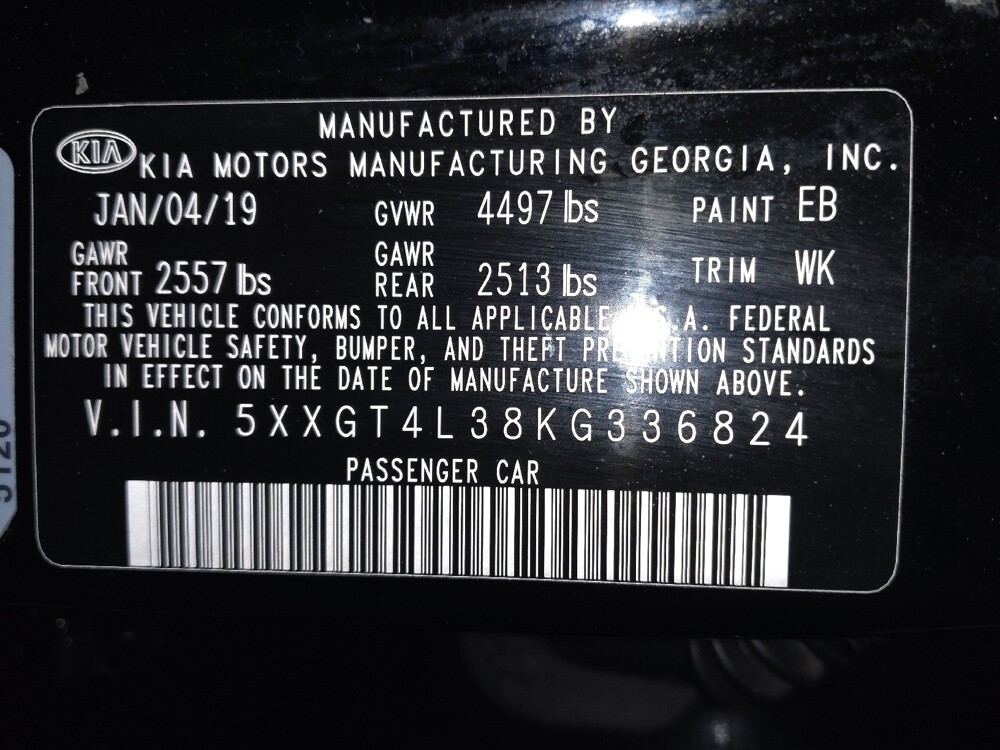 MANUFACTURED BY
KIA KIA MOTORS MANUFACTURING GEORGIA, INC.
JAN/04/19 GVWR 4497 lbs PAINT EB
GAWR FRONT 2557 lbs GAWR REAR 2513 lbs TRIM WK
THIS VEHICLE CONFORMS TO ALL APPLICABLE FEDERAL
MOTOR VEHICLE SAFETY, BUMPER, AND THEFT STANDARDS
IN EFFECT ON THE DATE OF MANUFACTURE SHOWN ABOVE.
V.I.N. 5XXGT4L38KG336824
PASSENGER CAR